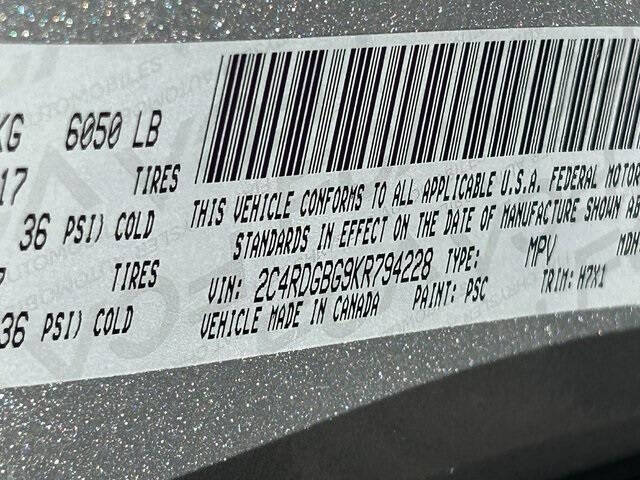 KG 6050 LB
17 TIRES
36 PSI) COLD
TIRES
36 PSI) COLD
THIS VEHICLE CONFORMS TO ALL APPLICABLE U.S.A. FEDERAL MOTOR
STANDARDS IN EFFECT ON THE DATE OF MANUFACTURE SHOWN AB
VIN: 2C4RDGBG9KR794228 TYPE: MPV MDH
VEHICLE MADE IN CANADA PAINT: PSC TRIM: H7X1